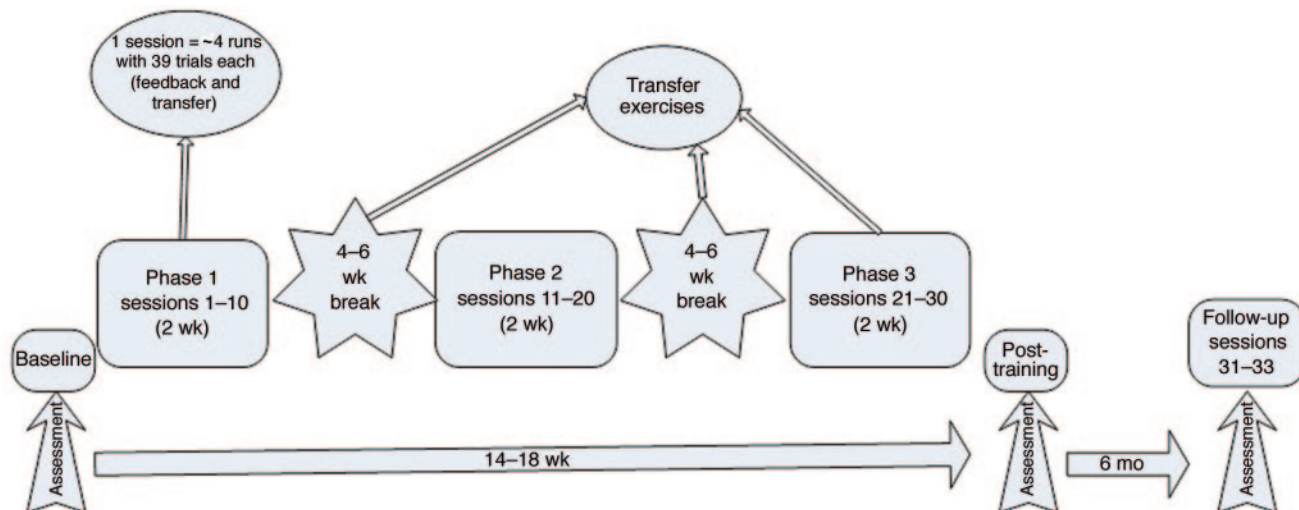 1 session = ~4 runs
with 39 trials each
(feedback and
transfer)
Transfer
exercises
Phase 1
sessions 1–10
(2 wk)
4–6
wk
break
Phase 2
sessions 11–20
(2 wk)
4–6
wk
break
Phase 3
sessions 21–30
(2 wk)
Baseline
Post-
training
Follow-up
sessions
31–33
Assessment
14–18 wk
Assessment
6 mo
Assessment